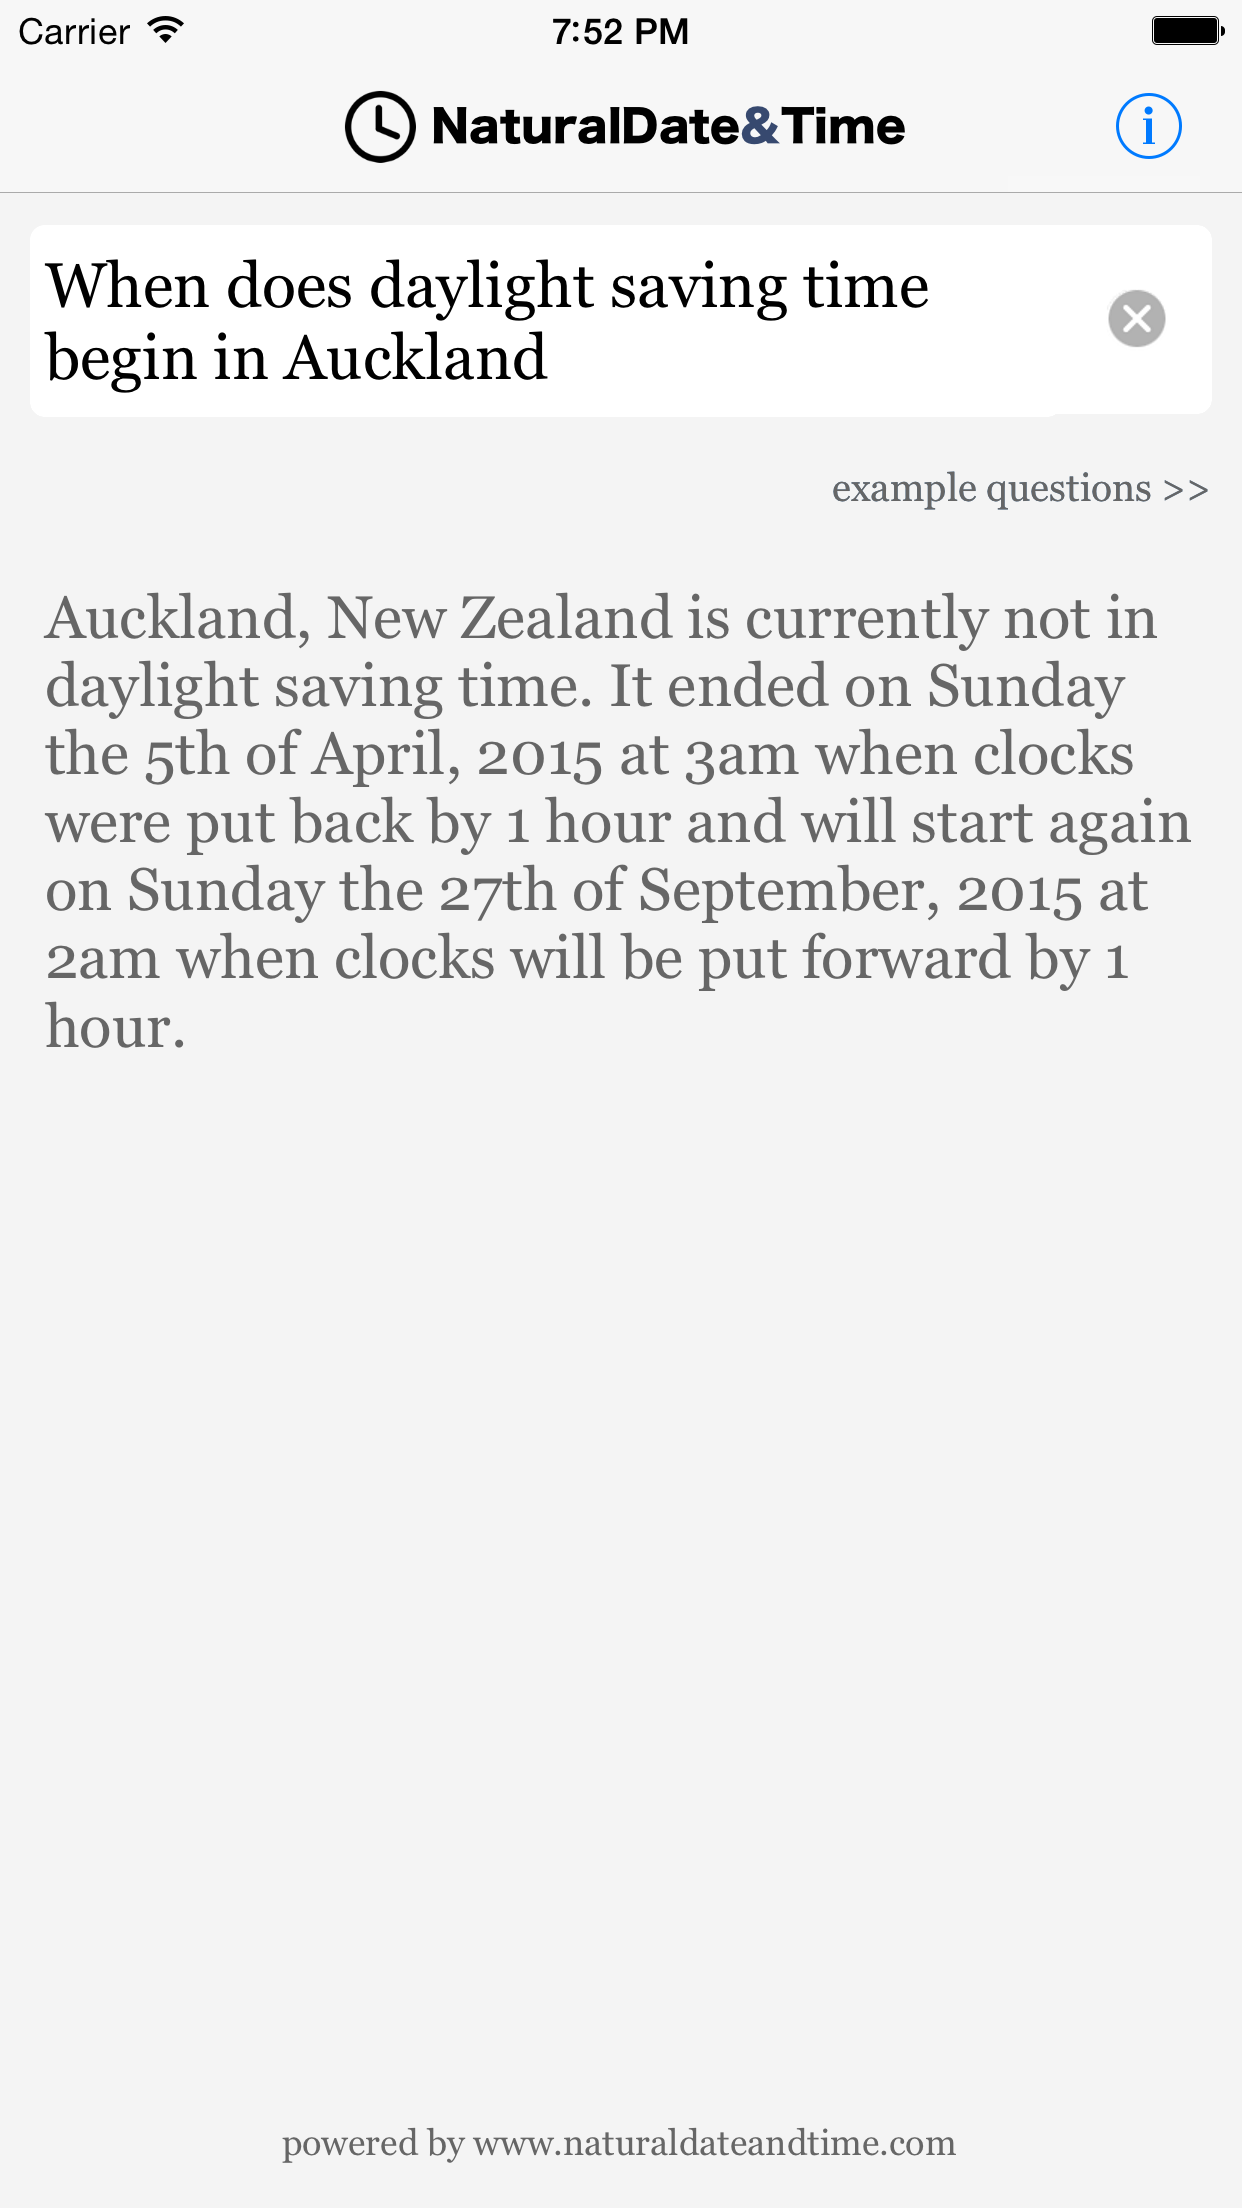 Carrier 7:52 PM
NaturalDate&Time
When does daylight saving time
begin in Auckland
example questions >>
Auckland, New Zealand is currently not in
daylight saving time. It ended on Sunday
the 5th of April, 2015 at 3am when clocks
were put back by 1 hour and will start again
on Sunday the 27th of September, 2015 at
2am when clocks will be put forward by 1
hour.
powered by www.naturaldateandtime.com